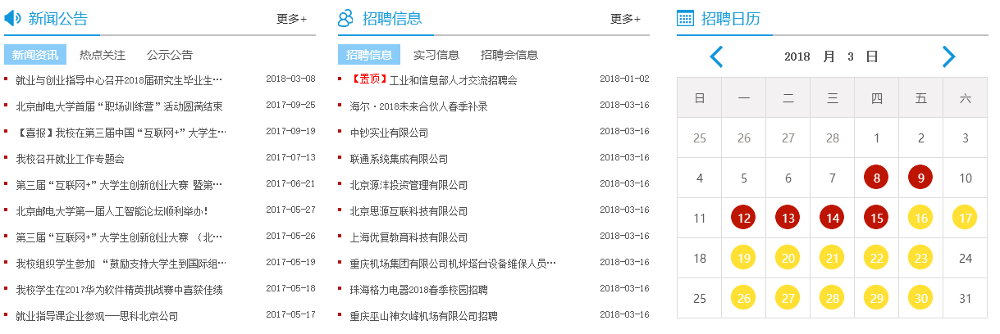 新闻公告 更多+
新闻资讯 热点关注 公示公告
就业与创业指导中心召开2018届研究生毕业生… 2018-03-08
北京邮电大学首届“职场训练营”活动圆满结束 2017-09-25
【喜报】我校在第三届中国“互联网+”大学生… 2017-09-19
我校召开就业工作专题会 2017-07-13
第三届“互联网+”大学生创新创业大赛 暨第… 2017-06-21
北京邮电大学第一届人工智能论坛顺利举办! 2017-05-27
第三届“互联网+”大学生创新创业大赛 （北… 2017-05-26
我校组织学生参加 “鼓励支持大学生到国际组… 2017-05-19
我校学生在2017华为软件精英挑战赛中喜获佳绩 2017-05-18
就业指导课企业参观——思科北京公司 2017-05-17
招聘信息 更多+
招聘信息 实习信息 招聘会信息
【置顶】工业和信息部人才交流招聘会 2018-01-02
海尔·2018未来合伙人春季补录 2018-03-16
中钞实业有限公司 2018-03-16
联通系统集成有限公司 2018-03-16
北京源沣投资管理有限公司 2018-03-16
北京思源互联科技有限公司 2018-03-16
上海优复教育科技有限公司 2018-03-16
重庆机场集团有限公司机坪塔台设备维保人员… 2018-03-16
珠海格力电器2018春季校园招聘 2018-03-16
重庆巫山神女峰机场有限公司招聘 2018-03-16
招聘日历
2018 月 3 日
日 一 二 三 四 五 六
25 26 27 28 1 2 3
4 5 6 7 8 9 10
11 12 13 14 15 16 17
18 19 20 21 22 23 24
25 26 27 28 29 30 31